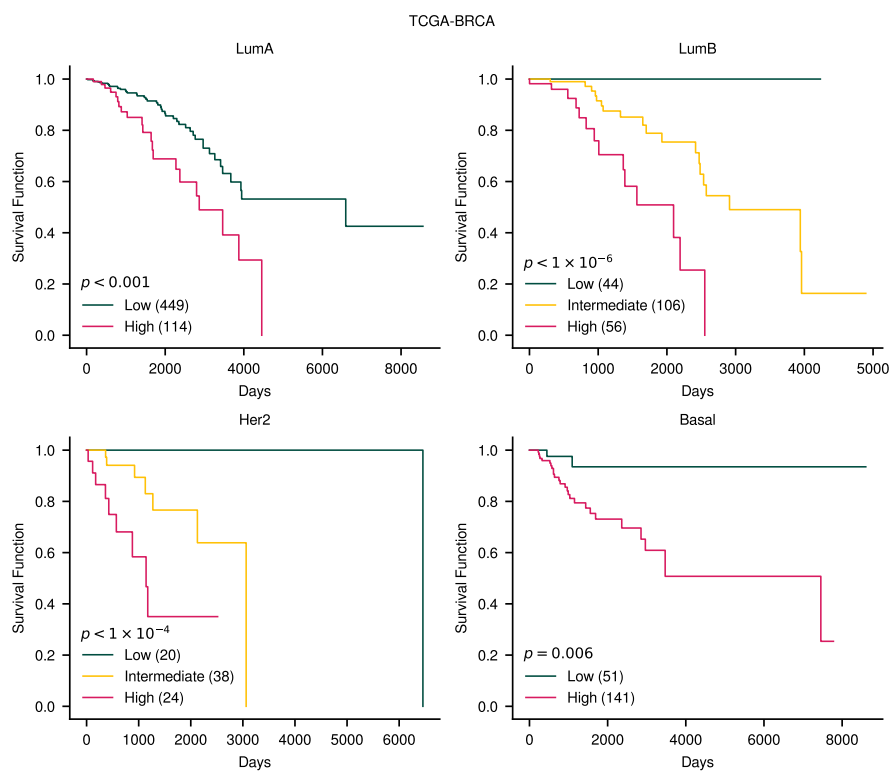 TCGA-BRCA
LumA
Survival Function
1.0
0.8
0.6
0.4
0.2
0.0
p < 0.001
Low (449)
High (114)
0 2000 4000 6000 8000
Days
LumB
Survival Function
1.0
0.8
0.6
0.4
0.2
0.0
p < 1 × 10⁻⁶
Low (44)
Intermediate (106)
High (56)
0 1000 2000 3000 4000 5000
Days
Her2
Survival Function
1.0
0.8
0.6
0.4
0.2
0.0
p < 1 × 10⁻⁴
Low (20)
Intermediate (38)
High (24)
0 1000 2000 3000 4000 5000 6000
Days
Basal
Survival Function
1.0
0.8
0.6
0.4
0.2
0.0
p = 0.006
Low (51)
High (141)
0 2000 4000 6000 8000
Days